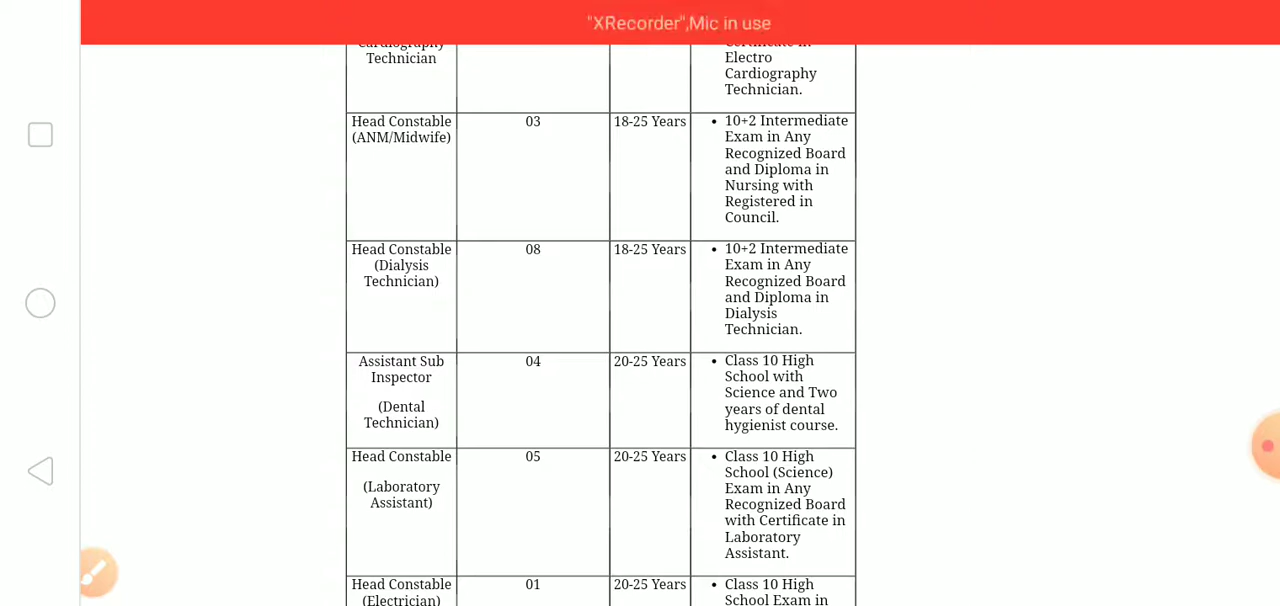 "XRecorder",Mic in use
Technician
Electro
Cardiography
Technician.
Head Constable
(ANM/Midwife)
03
18-25 Years
• 10+2 Intermediate
Exam in Any
Recognized Board
and Diploma in
Nursing with
Registered in
Council.
Head Constable
(Dialysis
Technician)
08
18-25 Years
• 10+2 Intermediate
Exam in Any
Recognized Board
and Diploma in
Dialysis
Technician.
Assistant Sub
Inspector
(Dental
Technician)
04
20-25 Years
• Class 10 High
School with
Science and Two
years of dental
hygienist course.
Head Constable
(Laboratory
Assistant)
05
20-25 Years
• Class 10 High
School (Science)
Exam in Any
Recognized Board
with Certificate in
Laboratory
Assistant.
Head Constable
(Electrician)
01
20-25 Years
• Class 10 High
School Exam in